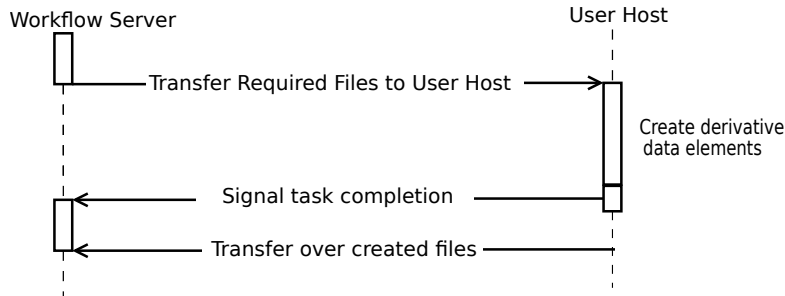 Workflow Server
User Host
Transfer Required Files to User Host
Create derivative
data elements
Signal task completion
Transfer over created files